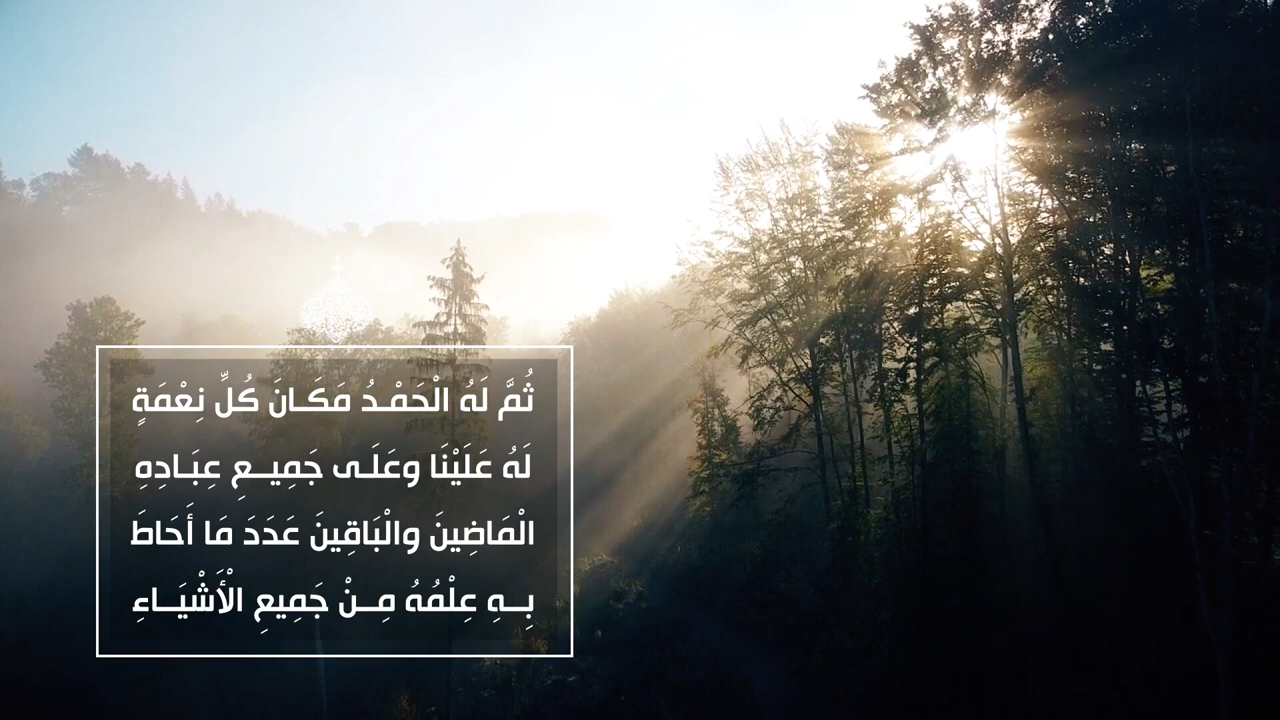 ثُمَّ لَهُ الْحَمْدُ مَكَانَ كُلِّ نِعْمَةٍ
لَهُ عَلَيْنَا وعَلَى جَمِيعِ عِبَادِهِ
الْمَاضِينَ والْبَاقِينَ عَدَدَ مَا أَحَاطَ
بِهِ عِلْمُهُ مِنْ جَمِيعِ الْأَشْيَاءِ